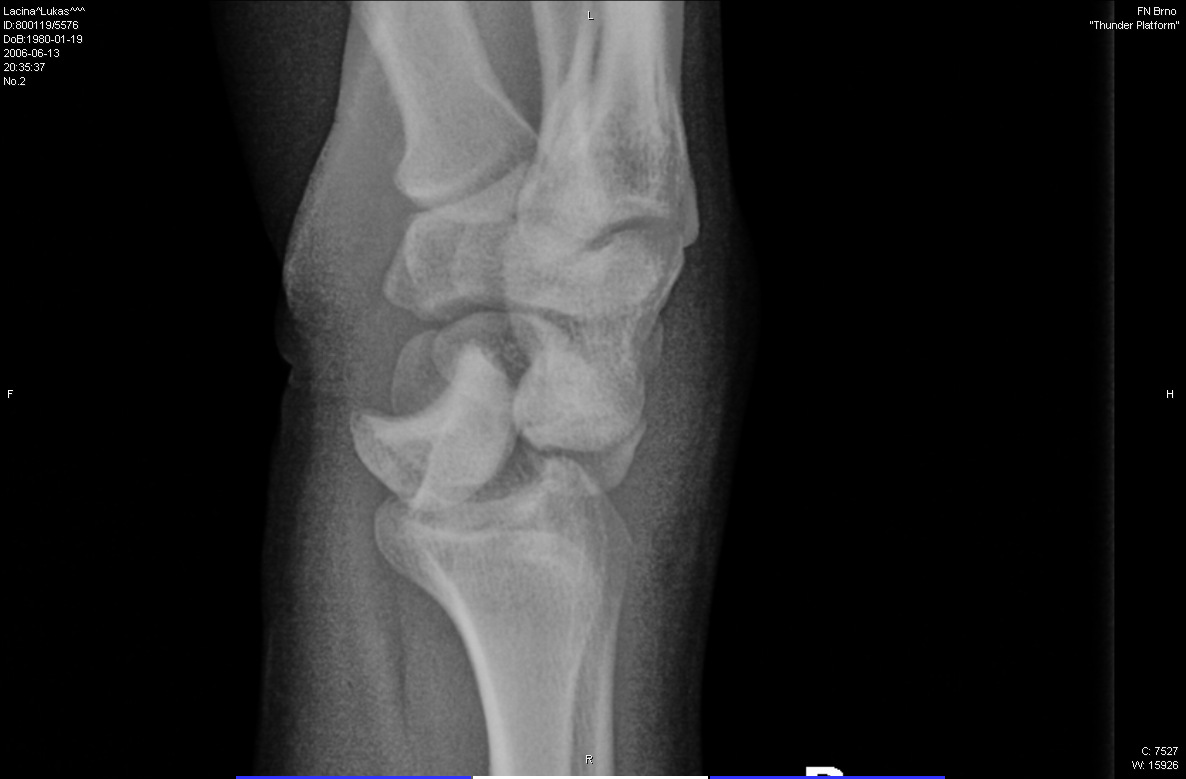 Lacina^Lukas^^^
ID:800119/5576
DoB:1980-01-19
2006-06-13
20:35:37
No.2
FN Brno
"Thunder Platform"
L
F
H
R
C: 7527
W: 15926